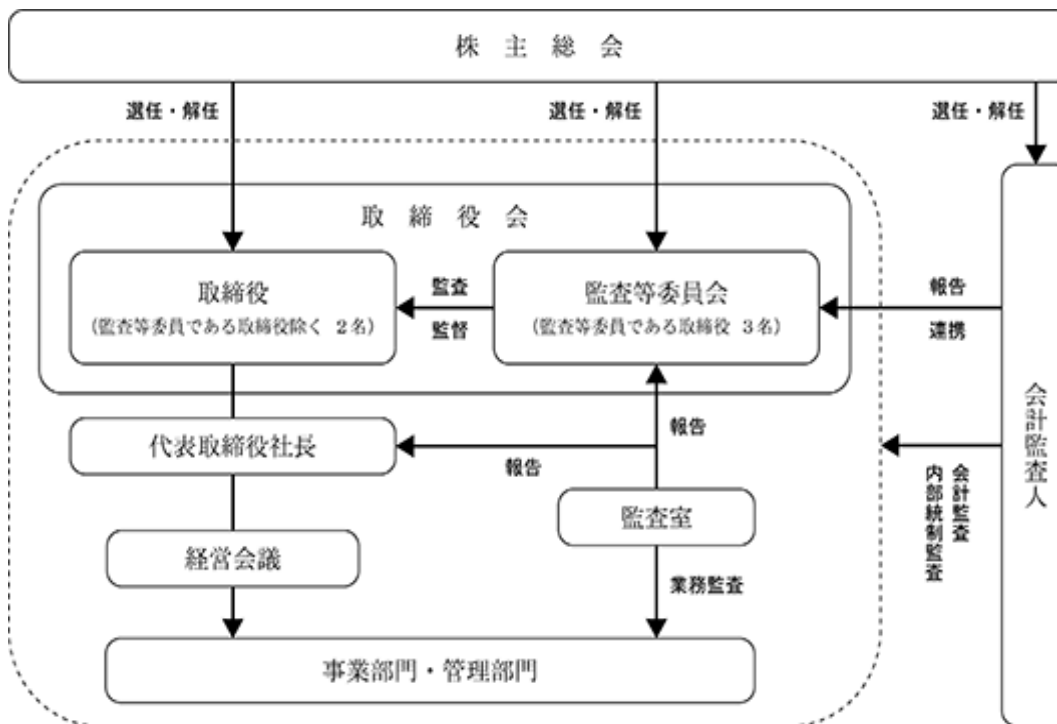 株主総会
選任・解任
選任・解任
選任・解任
取締役会
取締役
(監査等委員である取締役除く 2名)
監査
監督
監査等委員会
(監査等委員である取締役 3名)
報告
連携
会計監査人
代表取締役社長
報告
報告
会計監査
内部統制監査
監査室
経営会議
業務監査
事業部門・管理部門